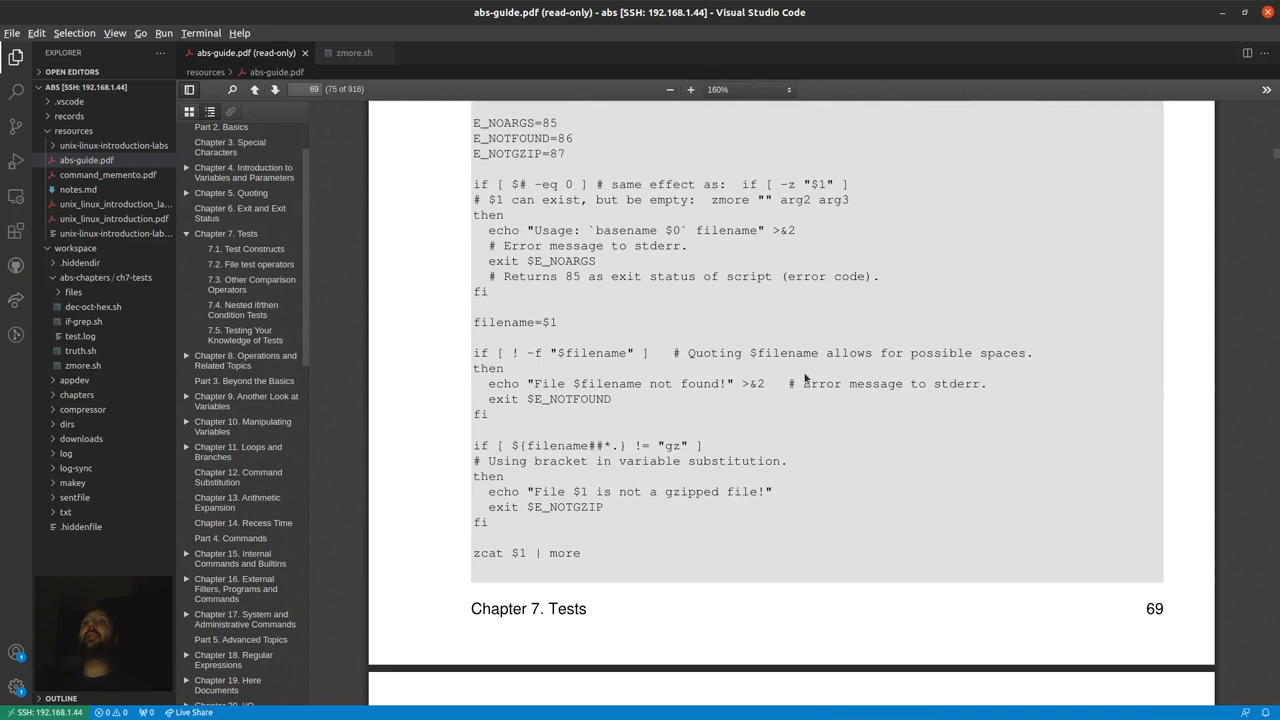 abs-guide.pdf (read-only) - abs [SSH: 192.168.1.44] - Visual Studio Code
File Edit Selection View Go Run Terminal Help
EXPLORER
OPEN EDITORS
ABS [SSH: 192.168.1.44]
.vscode
records
resources
unix-linux-introduction-labs
abs-guide.pdf
command_memento.pdf
notes.md
unix_linux_introduction_la...
unix_linux_introduction.pdf
unix-linux-introduction-lab...
workspace
.hiddendir
abs-chapters / ch7-tests
files
dec-oct-hex.sh
if-grep.sh
test.log
truth.sh
zmore.sh
appdev
chapters
compressor
dirs
downloads
log
log-sync
makey
sentfile
txt
.hiddenfile
OUTLINE
abs-guide.pdf (read-only)
zmore.sh
resources > abs-guide.pdf
69 (75 of 916)
160%
Part 2. Basics
Chapter 3. Special
Characters
Chapter 4. Introduction to
Variables and Parameters
Chapter 5. Quoting
Chapter 6. Exit and Exit
Status
Chapter 7. Tests
7.1. Test Constructs
7.2. File test operators
7.3. Other Comparison
Operators
7.4. Nested if/then
Condition Tests
7.5. Testing Your
Knowledge of Tests
Chapter 8. Operations and
Related Topics
Part 3. Beyond the Basics
Chapter 9. Another Look at
Variables
Chapter 10. Manipulating
Variables
Chapter 11. Loops and
Branches
Chapter 12. Command
Substitution
Chapter 13. Arithmetic
Expansion
Chapter 14. Recess Time
Part 4. Commands
Chapter 15. Internal
Commands and Builtins
Chapter 16. External
Filters, Programs and
Commands
Chapter 17. System and
Administrative Commands
Part 5. Advanced Topics
Chapter 18. Regular
Expressions
Chapter 19. Here
Documents
E_NOARGS=85
E_NOTFOUND=86
E_NOTGZIP=87
if [ $# -eq 0 ] # same effect as:  if [ -z "$1" ]
# $1 can exist, but be empty:  zmore "" arg2 arg3
then
  echo "Usage: `basename $0` filename" >&2
  # Error message to stderr.
  exit $E_NOARGS
  # Returns 85 as exit status of script (error code).
fi
filename=$1
if [ ! -f "$filename" ]   # Quoting $filename allows for possible spaces.
then
  echo "File $filename not found!" >&2   # Error message to stderr.
  exit $E_NOTFOUND
fi
if [ ${filename##*.} != "gz" ]
# Using bracket in variable substitution.
then
  echo "File $1 is not a gzipped file!"
  exit $E_NOTGZIP
fi
zcat $1 | more
Chapter 7. Tests 69
SSH: 192.168.1.44 0 0 0 Live Share